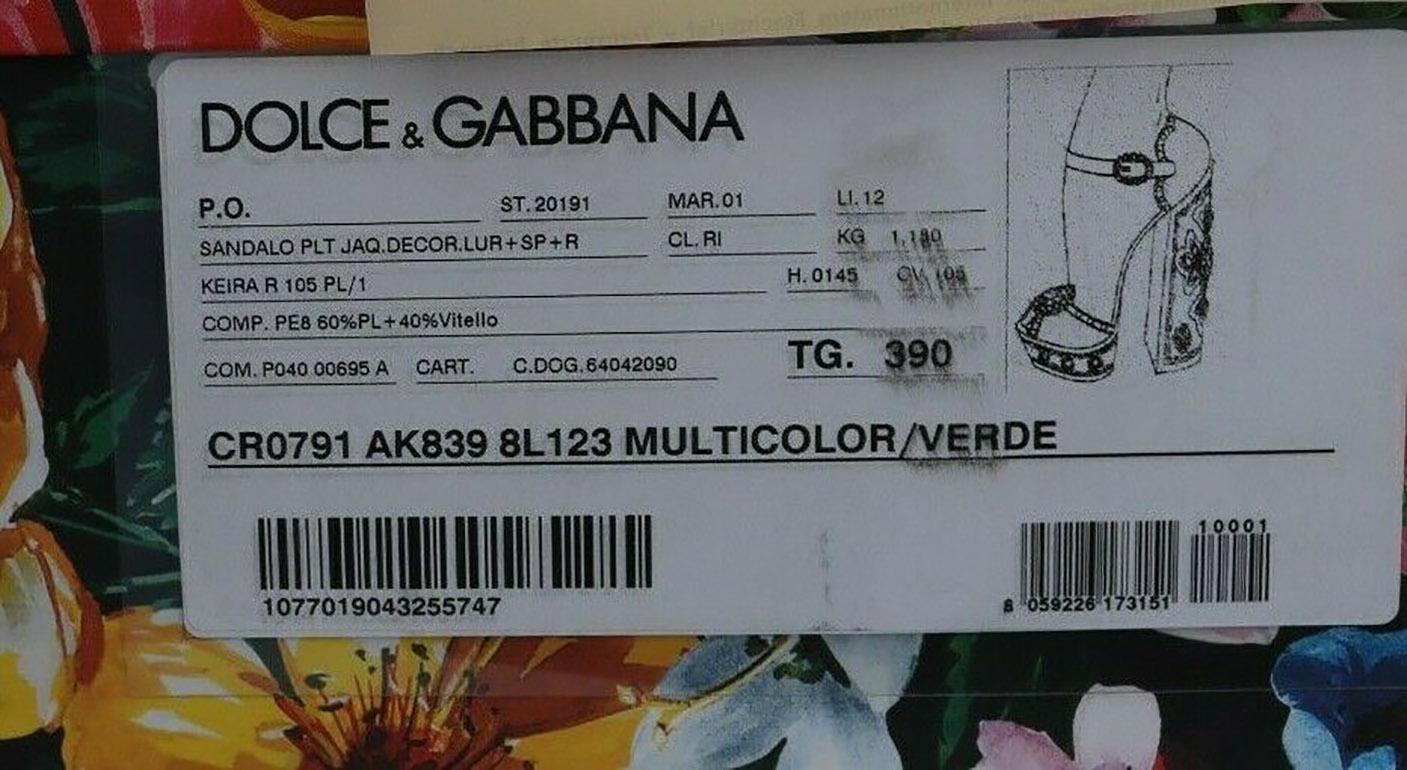 DOLCE & GABBANA
P.O. ST. 20191 MAR. 01 LI. 12
SANDALO PLT JAQ.DECOR.LUR+SP+R CL. RI KG 1,180
KEIRA R 105 PL/1 H. 0145 105
COMP. PE8 60%PL+40%Vitello
COM. P040 00695 A CART. C.DOG.64042090 TG. 390
CR0791 AK839 8L123 MULTICOLOR/VERDE
10001
1077019043255747
8 059226 173151